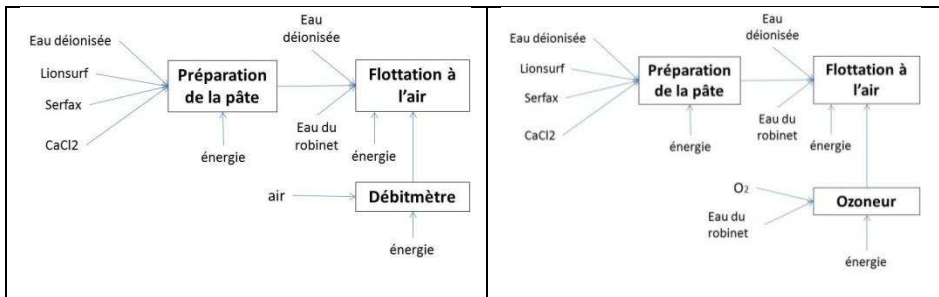 Eau déionisée
Lionsurf
Serfax
CaCl2
Préparation
de la pâte
énergie
Eau
déionisée
Flottation à
l'air
Eau du
robinet
énergie
air
Débitmètre
énergie
Eau déionisée
Lionsurf
Serfax
CaCl2
Préparation
de la pâte
énergie
Eau
déionisée
Flottation à
l'air
Eau du
robinet
énergie
O2
Eau du
robinet
Ozoneur
énergie